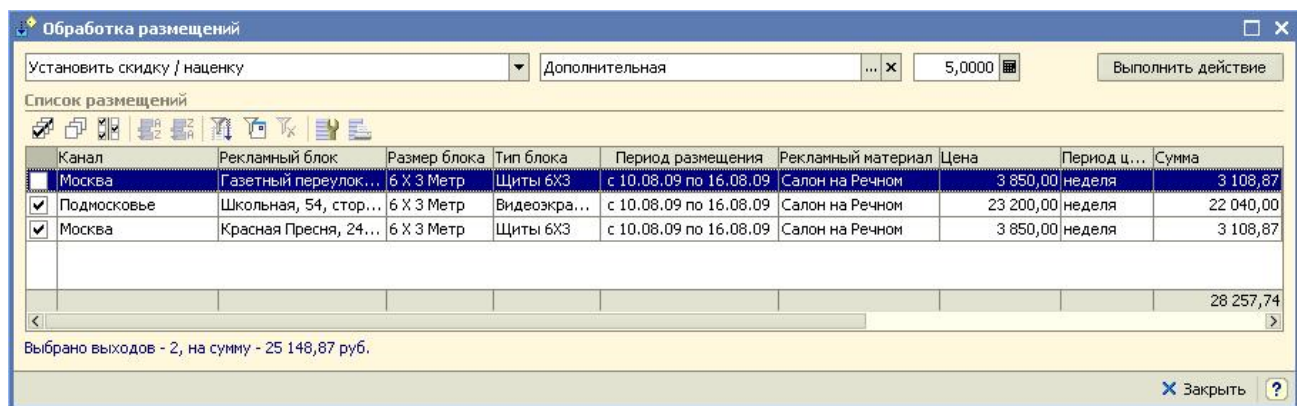 Обработка размещений
Установить скидку / наценку Дополнительная ... 5,0000 Выполнить действие
Список размещений
Канал Рекламный блок Размер блока Тип блока Период размещения Рекламный материал Цена Период ц... Сумма
Москва Газетный переулок... 6 X 3 Метр Щиты 6X3 с 10.08.09 по 16.08.09 Салон на Речном 3 850,00 неделя 3 108,87
Подмосковье Школьная, 54, стор... 6 X 3 Метр Видеоэкра... с 10.08.09 по 16.08.09 Салон на Речном 23 200,00 неделя 22 040,00
Москва Красная Пресня, 24... 6 X 3 Метр Щиты 6X3 с 10.08.09 по 16.08.09 Салон на Речном 3 850,00 неделя 3 108,87
28 257,74
Выбрано выходов - 2, на сумму - 25 148,87 руб.
Закрыть ?